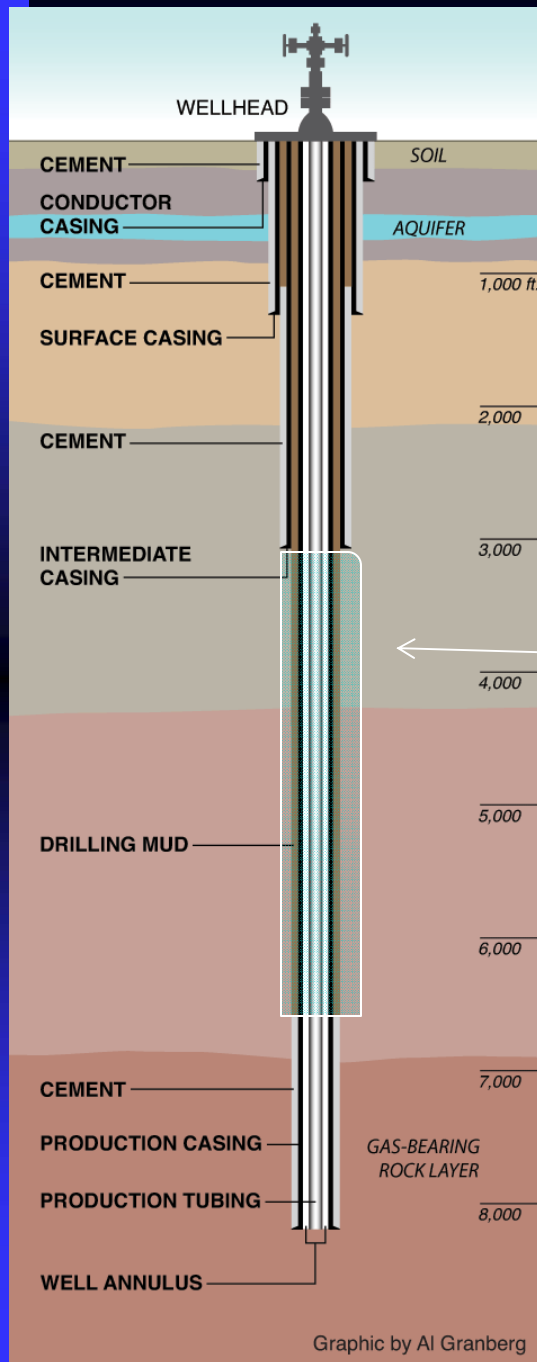 WELLHEAD
CEMENT
SOIL
CONDUCTOR
CASING
AQUIFER
CEMENT
1,000 ft.
SURFACE CASING
2,000
CEMENT
3,000
INTERMEDIATE
CASING
4,000
5,000
DRILLING MUD
6,000
7,000
CEMENT
PRODUCTION CASING
GAS-BEARING
ROCK LAYER
PRODUCTION TUBING
8,000
WELL ANNULUS
Graphic by Al Granberg